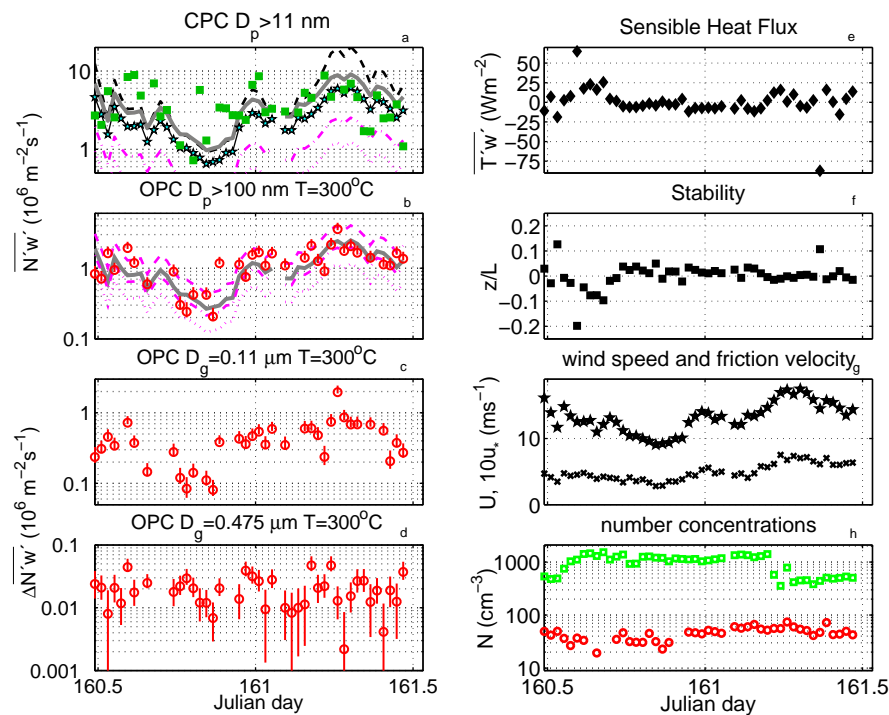 CPC D_p>11 nm
a
10
1
OPC D_p>100 nm T=300°C
b
1
0.1
N′w′ (10^6 m^−2 s^−1)
OPC D_g=0.11 μm T=300°C
c
1
0.1
OPC D_g=0.475 μm T=300°C
d
0.1
0.01
0.001
ΔN′w′ (10^6 m^−2 s^−1)
160.5 161 161.5
Julian day
Sensible Heat Flux
e
50
25
0
−25
−50
−75
T′w′ (Wm^−2)
Stability
f
0.2
0.1
0
−0.1
−0.2
z/L
wind speed and friction velocity
g
10
0
U, 10u_* (ms^−1)
number concentrations
h
1000
100
10
N (cm^−3)
160.5 161 161.5
Julian day